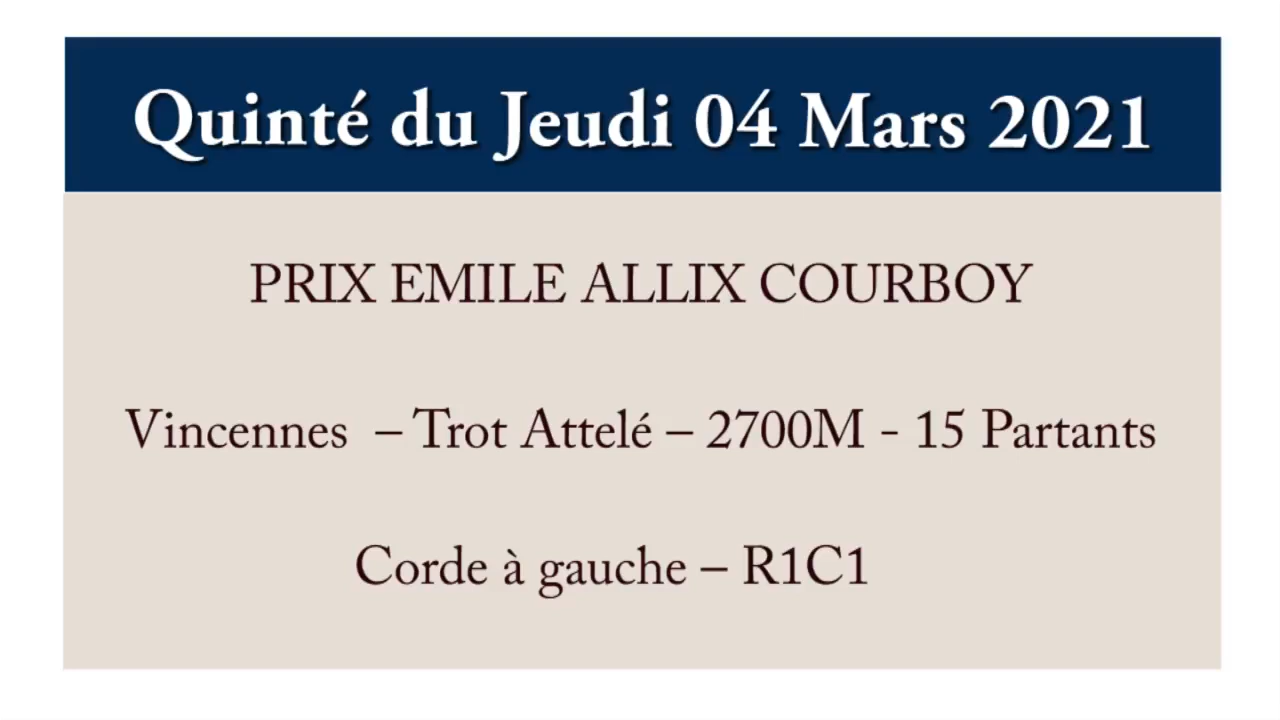 Quinté du Jeudi 04 Mars 2021
PRIX EMILE ALLIX COURBOY
Vincennes – Trot Attelé – 2700M - 15 Partants
Corde à gauche – R1C1